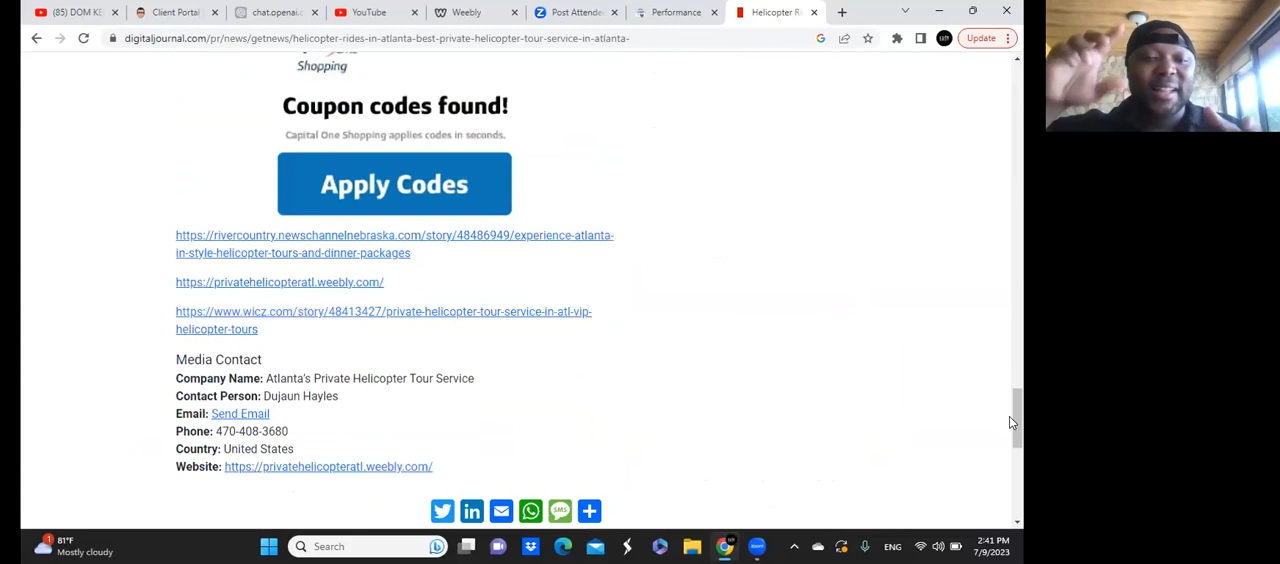 (85) DOM KE
Client Portal
chat.openai.c
YouTube
Weebly
Post Attende
Performance
Helicopter Ri
digitaljournal.com/pr/news/getnews/helicopter-rides-in-atlanta-best-private-helicopter-tour-service-in-atlanta-
Update
Shopping
Coupon codes found!
Capital One Shopping applies codes in seconds.
Apply Codes
https://rivercountry.newschannelnebraska.com/story/48486949/experience-atlanta-
in-style-helicopter-tours-and-dinner-packages
https://privatehelicopteratl.weebly.com/
https://www.wicz.com/story/48413427/private-helicopter-tour-service-in-atl-vip-
helicopter-tours
Media Contact
Company Name: Atlanta's Private Helicopter Tour Service
Contact Person: Dujaun Hayles
Email: Send Email
Phone: 470-408-3680
Country: United States
Website: https://privatehelicopteratl.weebly.com/
SMS
1
81°F
Mostly cloudy
Search
ENG
2:41 PM
7/9/2023